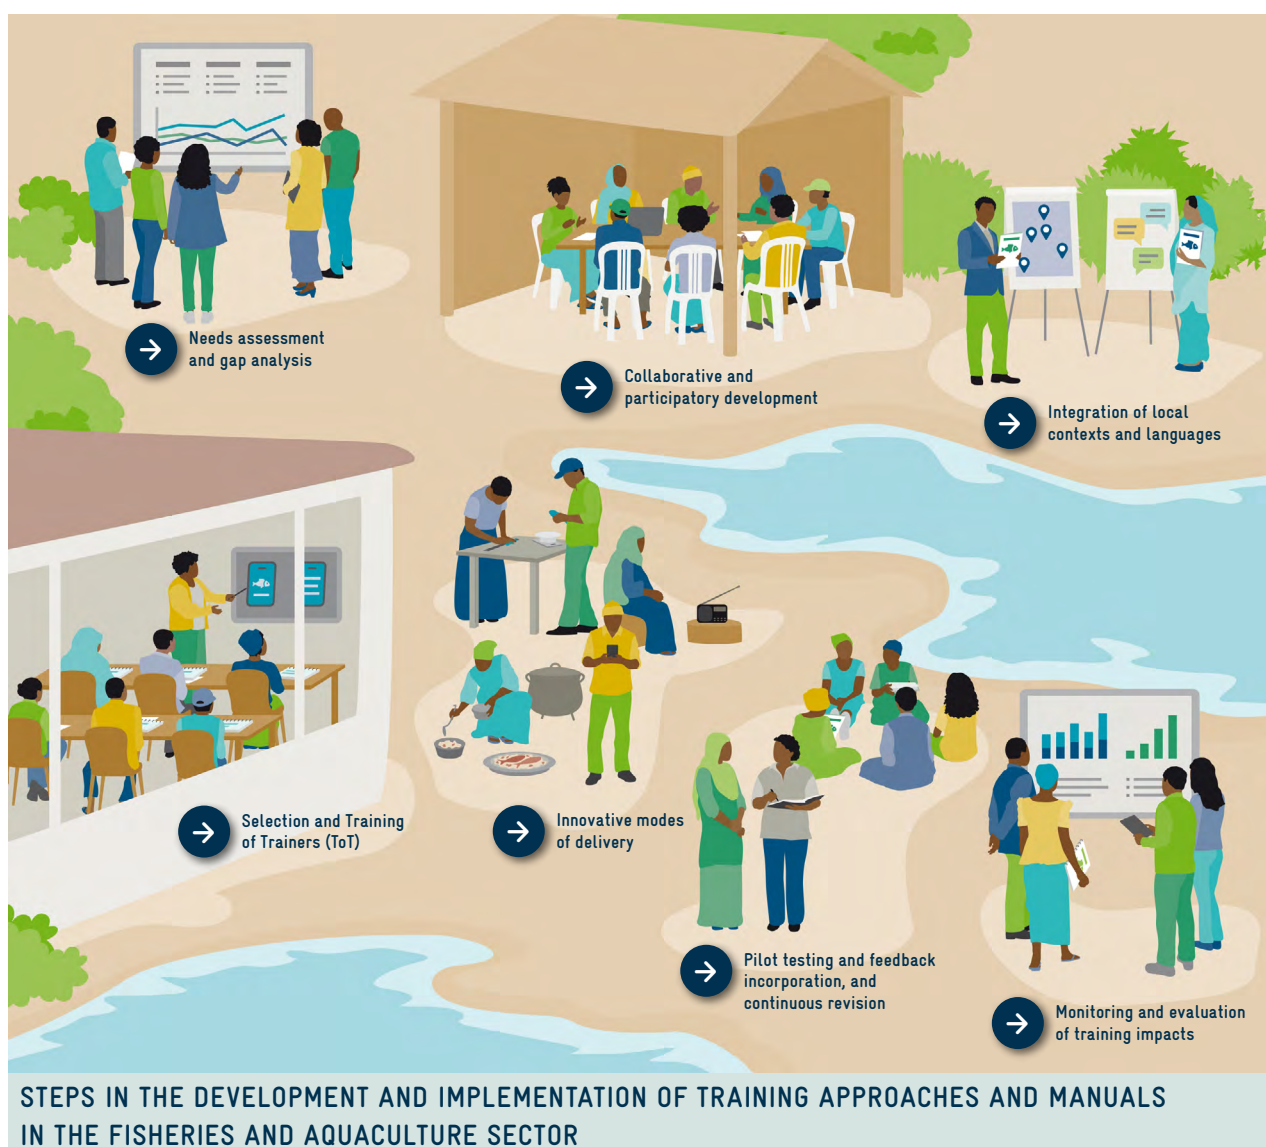 Needs assessment
and gap analysis
Collaborative and
participatory development
Integration of local
contexts and languages
Selection and Training
of Trainers (ToT)
Innovative modes
of delivery
Pilot testing and feedback
incorporation, and
continuous revision
Monitoring and evaluation
of training impacts
STEPS IN THE DEVELOPMENT AND IMPLEMENTATION OF TRAINING APPROACHES AND MANUALS
IN THE FISHERIES AND AQUACULTURE SECTOR